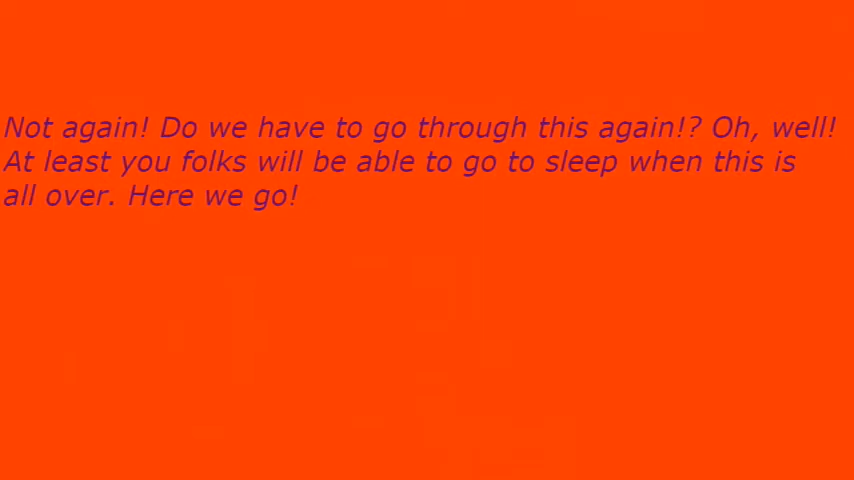 Not again! Do we have to go through this again!? Oh, well!
At least you folks will be able to go to sleep when this is
all over. Here we go!